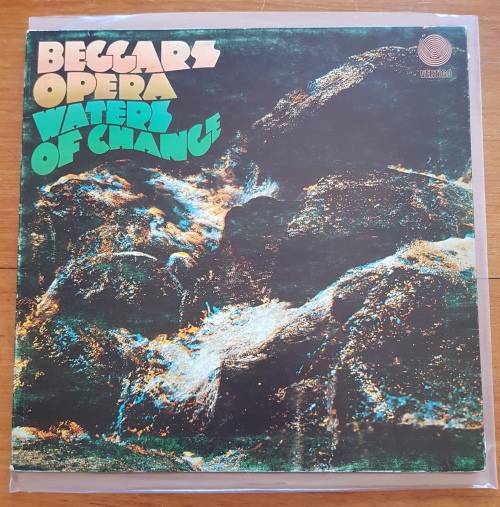 BEGGARS
OPERA
WATERS
OF CHANGE
VERTIGO